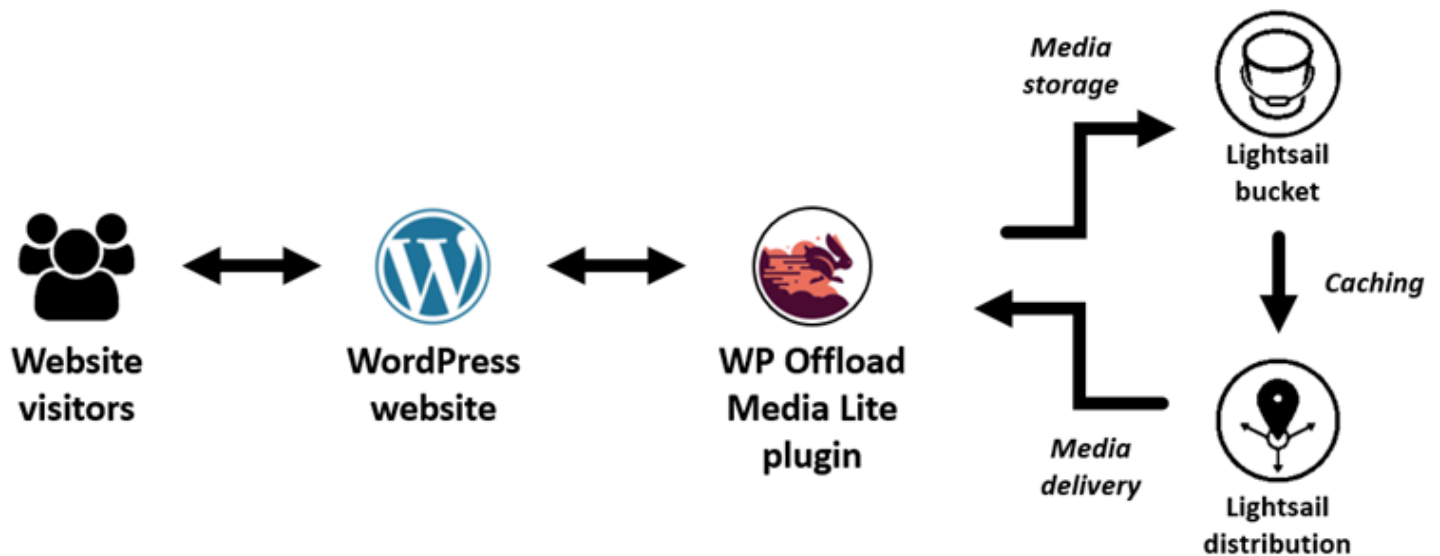 Media
storage
Lightsail
bucket
Caching
Website
visitors
WordPress
website
WP Offload
Media Lite
plugin
Media
delivery
Lightsail
distribution